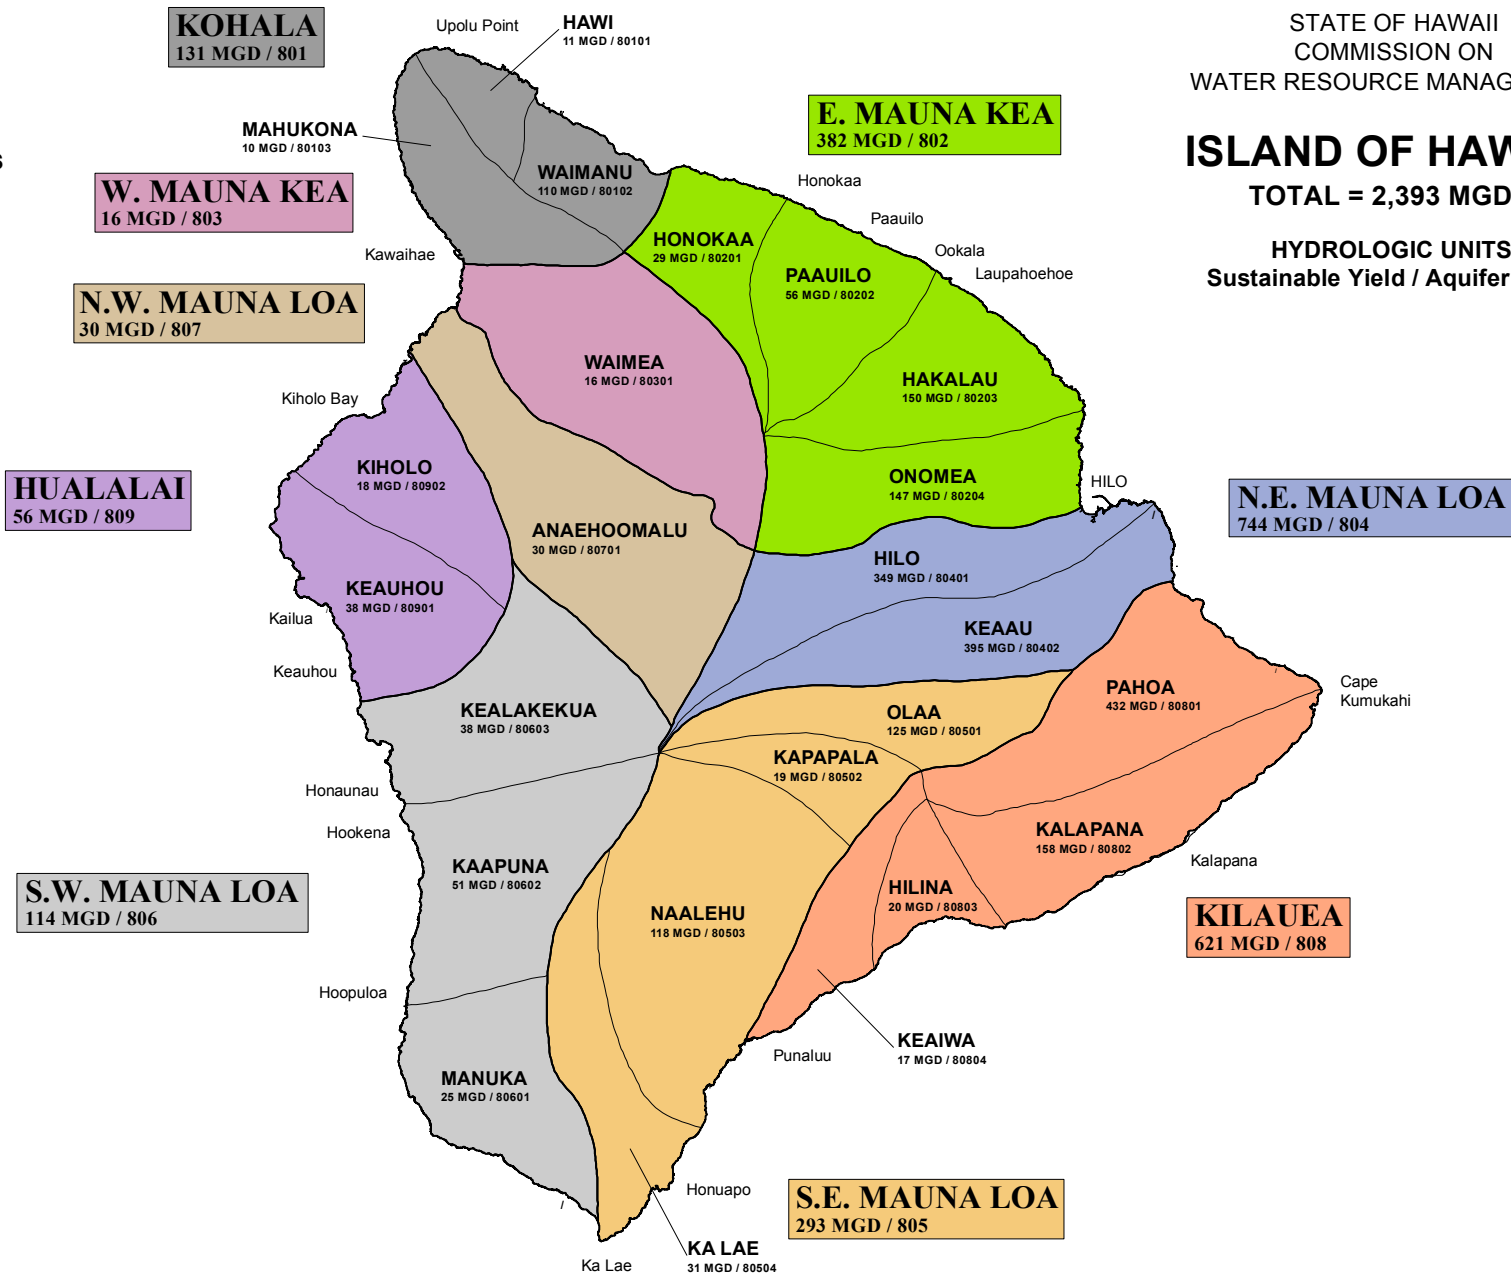 STATE OF HAWAII
COMMISSION ON
WATER RESOURCE MANAG
ISLAND OF HAW
TOTAL = 2,393 MGD
HYDROLOGIC UNITS
Sustainable Yield / Aquifer
s
KOHALA
131 MGD / 801
Upolu Point
HAWI
11 MGD / 80101
MAHUKONA
10 MGD / 80103
WAIMANU
110 MGD / 80102
E. MAUNA KEA
382 MGD / 802
W. MAUNA KEA
16 MGD / 803
Honokaa
Paauilo
Ookala
Laupahoehoe
Kawaihae
HONOKAA
29 MGD / 80201
PAAUILO
56 MGD / 80202
N.W. MAUNA LOA
30 MGD / 807
WAIMEA
16 MGD / 80301
HAKALAU
150 MGD / 80203
Kiholo Bay
KIHOLO
18 MGD / 80902
ONOMEA
147 MGD / 80204
HILO
HUALALAI
56 MGD / 809
N.E. MAUNA LOA
744 MGD / 804
ANAEHOOMALU
30 MGD / 80701
HILO
349 MGD / 80401
KEAUHOU
38 MGD / 80901
Kailua
KEAAU
395 MGD / 80402
Keauhou
PAHOA
432 MGD / 80801
Cape
Kumukahi
KEALAKEKUA
38 MGD / 80603
OLAA
125 MGD / 80501
KAPAPALA
19 MGD / 80502
Honaunau
Hookena
KALAPANA
158 MGD / 80802
Kalapana
KAAPUNA
51 MGD / 80602
S.W. MAUNA LOA
114 MGD / 806
HILINA
20 MGD / 80803
NAALEHU
118 MGD / 80503
KILAUEA
621 MGD / 808
Hoopuloa
KEAIWA
17 MGD / 80804
Punaluu
MANUKA
25 MGD / 80601
Honuapo
S.E. MAUNA LOA
293 MGD / 805
KA LAE
31 MGD / 80504
Ka Lae